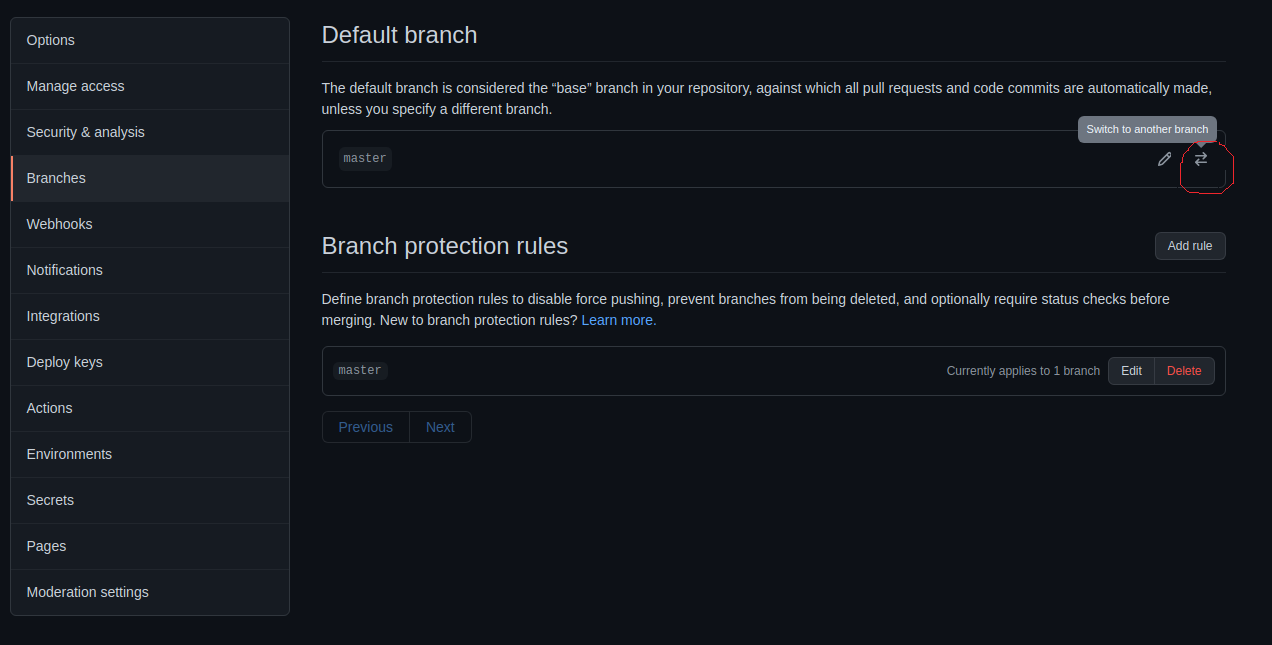 Options
Manage access
Security & analysis
Branches
Webhooks
Notifications
Integrations
Deploy keys
Actions
Environments
Secrets
Pages
Moderation settings
Default branch
The default branch is considered the “base” branch in your repository, against which all pull requests and code commits are automatically made,
unless you specify a different branch.
Switch to another branch
master
Branch protection rules
Add rule
Define branch protection rules to disable force pushing, prevent branches from being deleted, and optionally require status checks before
merging. New to branch protection rules? Learn more.
master Currently applies to 1 branch Edit Delete
Previous Next